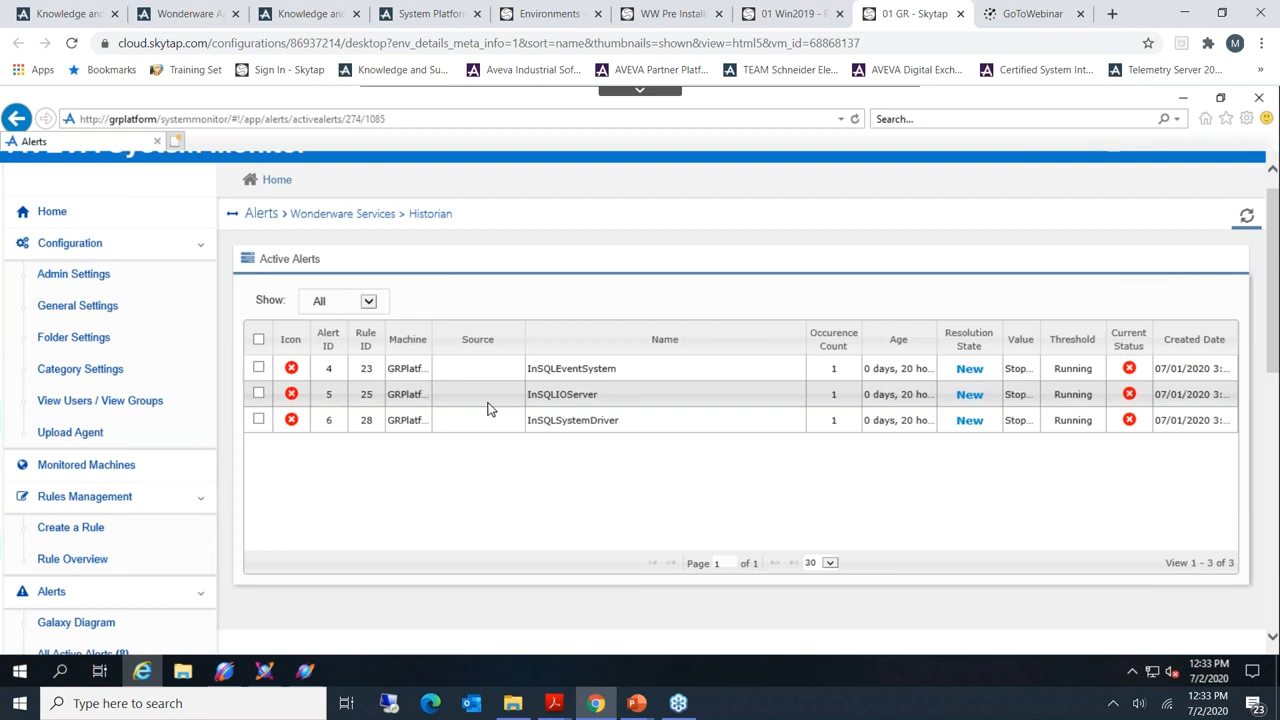 Knowledge and
Wonderware A
Knowledge and
System Platfor
Environments -
WW Pre Install
01 Win2019 -
01 GR - Skytap
GoToWebinar
cloud.skytap.com/configurations/86937214/desktop?env_details_meta_info=1&sort=name&thumbnails=shown&view=html5&vm_id=68868137
M
Apps
Bookmarks
Training Set
Sign In - Skytap
Knowledge and Su...
Aveva Industrial Sof...
AVEVA Partner Platf...
TEAM Schneider Ele...
AVEVA Digital Exch...
Certified System Int...
Telemetry Server 20...
»
http://grplatform/systemmonitor/#!/app/alerts/activealerts/274/1085
Search...
Alerts
Home
Home
Alerts > Wonderware Services > Historian
Configuration
Admin Settings
General Settings
Folder Settings
Category Settings
View Users / View Groups
Upload Agent
Monitored Machines
Rules Management
Create a Rule
Rule Overview
Alerts
Galaxy Diagram
All Active Alerts (8)
Active Alerts
Show: All
Icon Alert ID Rule ID Machine Source Name Occurence Count Age Resolution State Value Threshold Current Status Created Date
4 23 GRPlatf... InSQLEventSystem 1 0 days, 20 ho... New Stop... Running 07/01/2020 3:...
5 25 GRPlatf... InSQLIOServer 1 0 days, 20 ho... New Stop... Running 07/01/2020 3:...
6 28 GRPlatf... InSQLSystemDriver 1 0 days, 20 ho... New Stop... Running 07/01/2020 3:...
Page 1 of 1 30 View 1 - 3 of 3
12:33 PM
7/2/2020
Type here to search
12:33 PM
7/2/2020
23